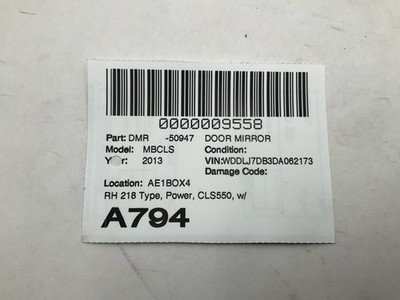 0000009558
Part: DMR -50947 DOOR MIRROR
Model: MBCLS Condition:
Year: 2013 VIN:WDDLJ7DB3DA062173
Damage Code:
Location: AE1BOX4
RH 218 Type, Power, CLS550, w/
A794